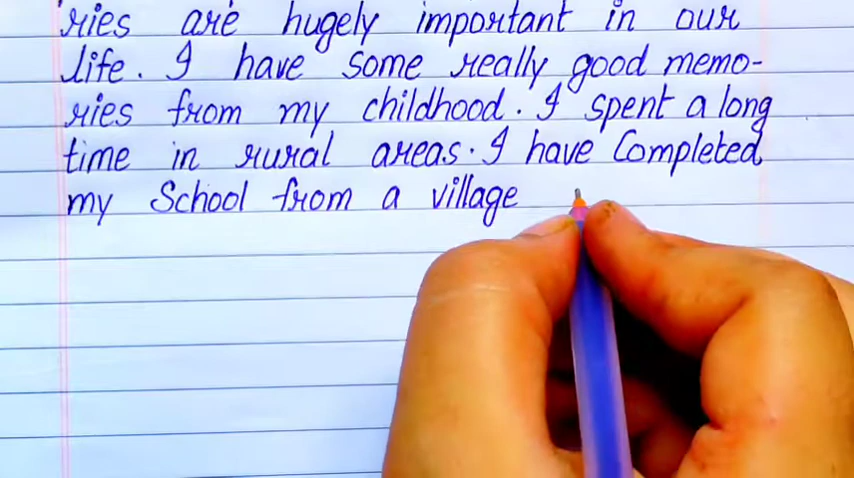 ries are hugely important in our
life. I have some really good memo-
ries from my childhood. I spent a long
time in rural areas. I have Completed
my School from a village